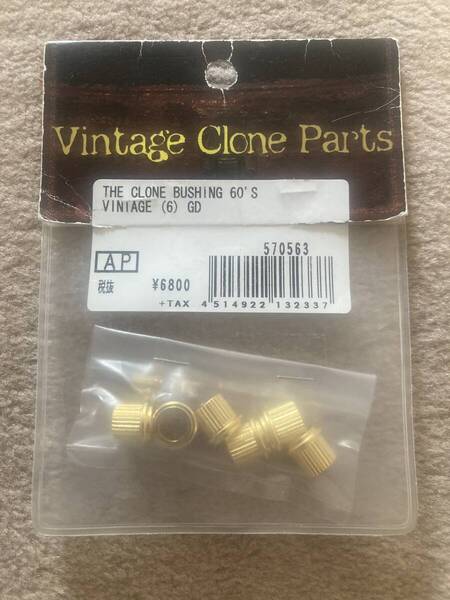 Vintage Clone Parts
THE CLONE BUSHING 60'S
VINTAGE (6) GD
570563
AP
税抜 ¥6800
+TAX 4 514922 132337